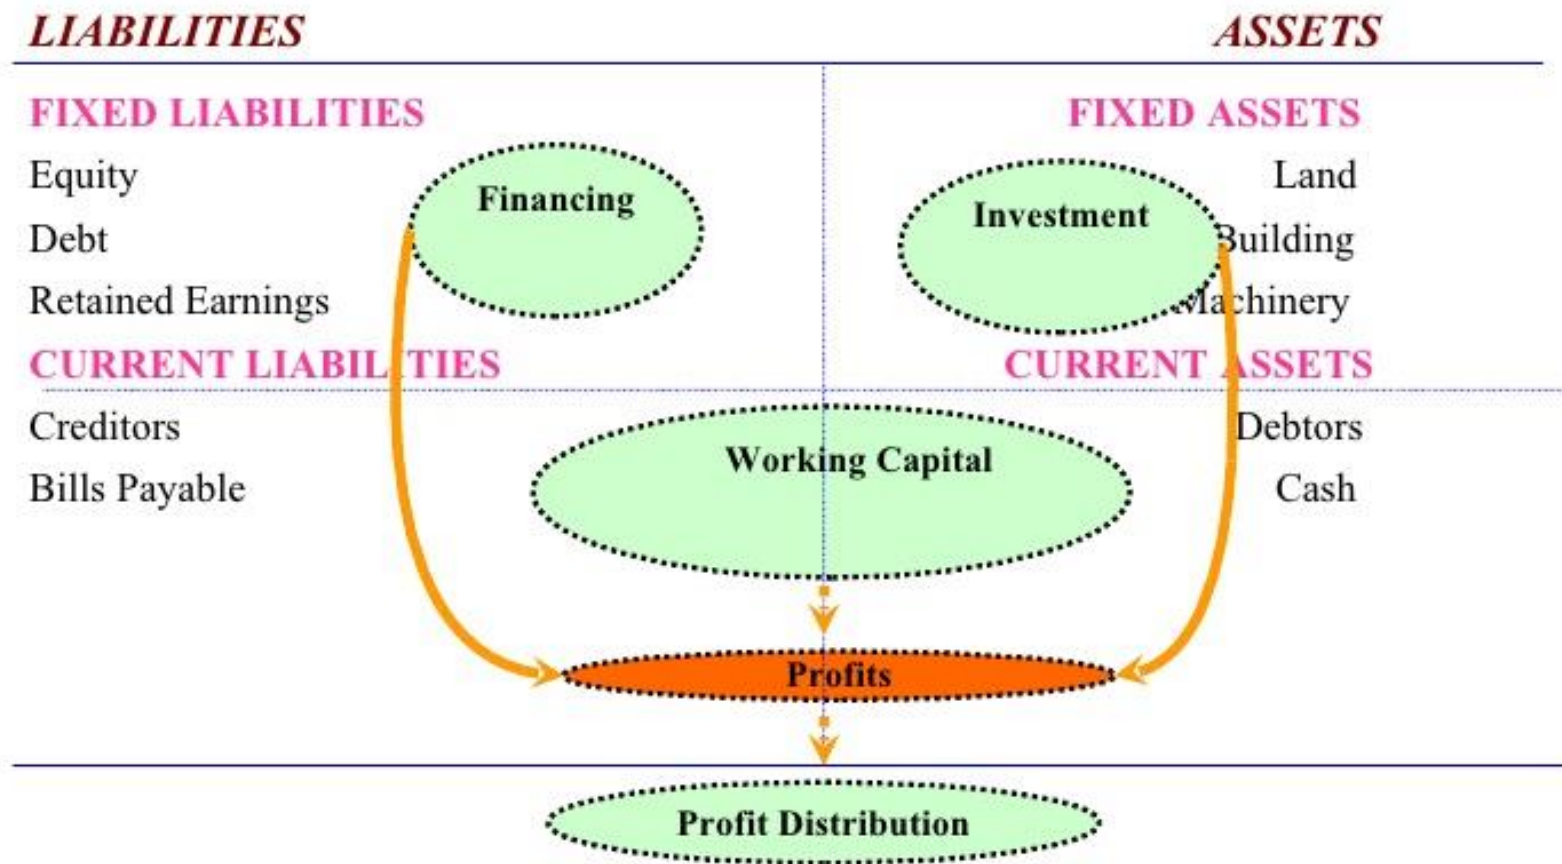 LIABILITIES ASSETS
FIXED LIABILITIES FIXED ASSETS
Equity Land
Financing Investment
Debt Building
Retained Earnings Machinery
CURRENT LIABILITIES CURRENT ASSETS
Creditors Debtors
Working Capital
Bills Payable Cash
Profits
Profit Distribution